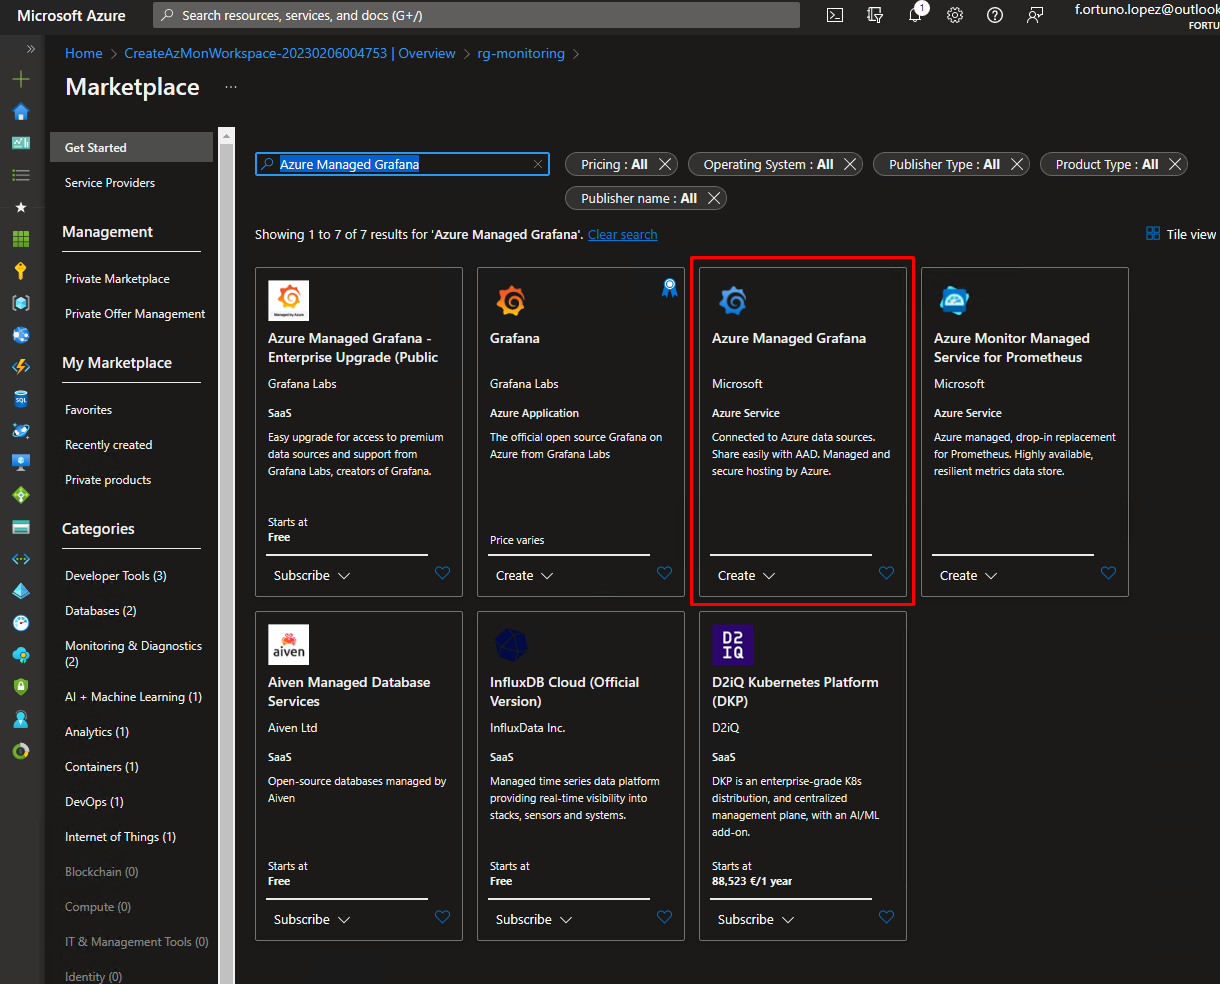 Microsoft Azure
Search resources, services, and docs (G+/)
1
f.ortuno.lopez@outlook
FORTU
Home > CreateAzMonWorkspace-20230206004753 | Overview > rg-monitoring >
Marketplace ...
Get Started
Service Providers
Management
Private Marketplace
Private Offer Management
My Marketplace
Favorites
Recently created
Private products
Categories
Developer Tools (3)
Databases (2)
Monitoring & Diagnostics
(2)
AI + Machine Learning (1)
Analytics (1)
Containers (1)
DevOps (1)
Internet of Things (1)
Blockchain (0)
Compute (0)
IT & Management Tools (0)
Identity (0)
SQL
Azure Managed Grafana
Pricing : All
Operating System : All
Publisher Type : All
Product Type : All
Publisher name : All
Showing 1 to 7 of 7 results for 'Azure Managed Grafana'. Clear search
Tile view
Managed by Azure
Azure Managed Grafana -
Enterprise Upgrade (Public
Grafana Labs
SaaS
Easy upgrade for access to premium
data sources and support from
Grafana Labs, creators of Grafana.
Starts at
Free
Subscribe
Grafana
Grafana Labs
Azure Application
The official open source Grafana on
Azure from Grafana Labs
Price varies
Create
Azure Managed Grafana
Microsoft
Azure Service
Connected to Azure data sources.
Share easily with AAD. Managed and
secure hosting by Azure.
Create
Azure Monitor Managed
Service for Prometheus
Microsoft
Azure Service
Azure managed, drop-in replacement
for Prometheus. Highly available,
resilient metrics data store.
Create
aiven
Aiven Managed Database
Services
Aiven Ltd
SaaS
Open-source databases managed by
Aiven
Starts at
Free
Subscribe
InfluxDB Cloud (Official
Version)
InfluxData Inc.
SaaS
Managed time series data platform
providing real-time visibility into
stacks, sensors and systems.
Starts at
Free
Subscribe
D2
IQ
D2iQ Kubernetes Platform
(DKP)
D2iQ
SaaS
DKP is an enterprise-grade K8s
distribution, and centralized
management plane, with an AI/ML
add-on.
Starts at
88,523 €/1 year
Subscribe